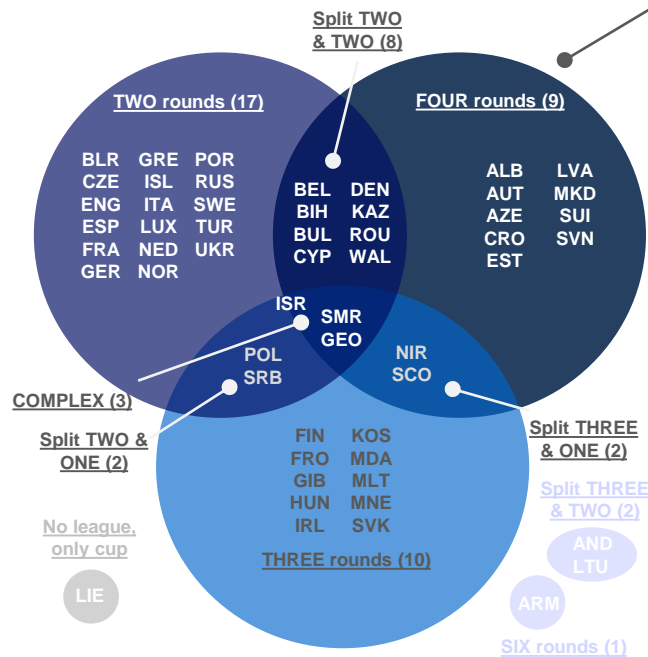 Split TWO
& TWO (8)
TWO rounds (17)
FOUR rounds (9)
BLR GRE POR
CZE ISL RUS
ENG ITA SWE
ESP LUX TUR
FRA NED UKR
GER NOR
BEL DEN
BIH KAZ
BUL ROU
CYP WAL
ALB LVA
AUT MKD
AZE SUI
CRO SVN
EST
ISR
SMR
GEO
POL
SRB
NIR
SCO
COMPLEX (3)
Split TWO &
ONE (2)
Split THREE
& ONE (2)
FIN KOS
FRO MDA
GIB MLT
HUN MNE
IRL SVK
THREE rounds (10)
No league,
only cup
LIE
Split THREE
& TWO (2)
AND
LTU
ARM
SIX rounds (1)